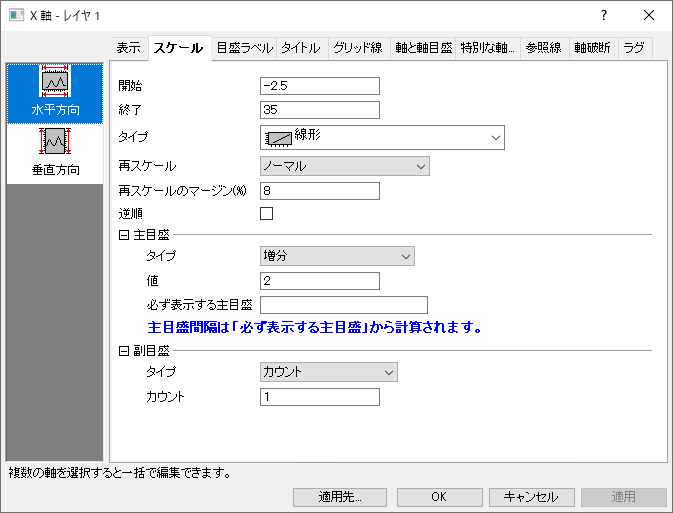 X 軸 - レイヤ 1
表示 スケール 目盛ラベル タイトル グリッド線 軸と軸目盛 特別な軸... 参照線 軸破断 ラグ
水平方向
垂直方向
開始 -2.5
終了 35
タイプ 線形
再スケール ノーマル
再スケールのマージン(%) 8
逆順
主目盛
タイプ 増分
値 2
必ず表示する主目盛
主目盛間隔は「必ず表示する主目盛」から計算されます。
副目盛
タイプ カウント
カウント 1
複数の軸を選択すると一括で編集できます。
適用先... OK キャンセル 適用